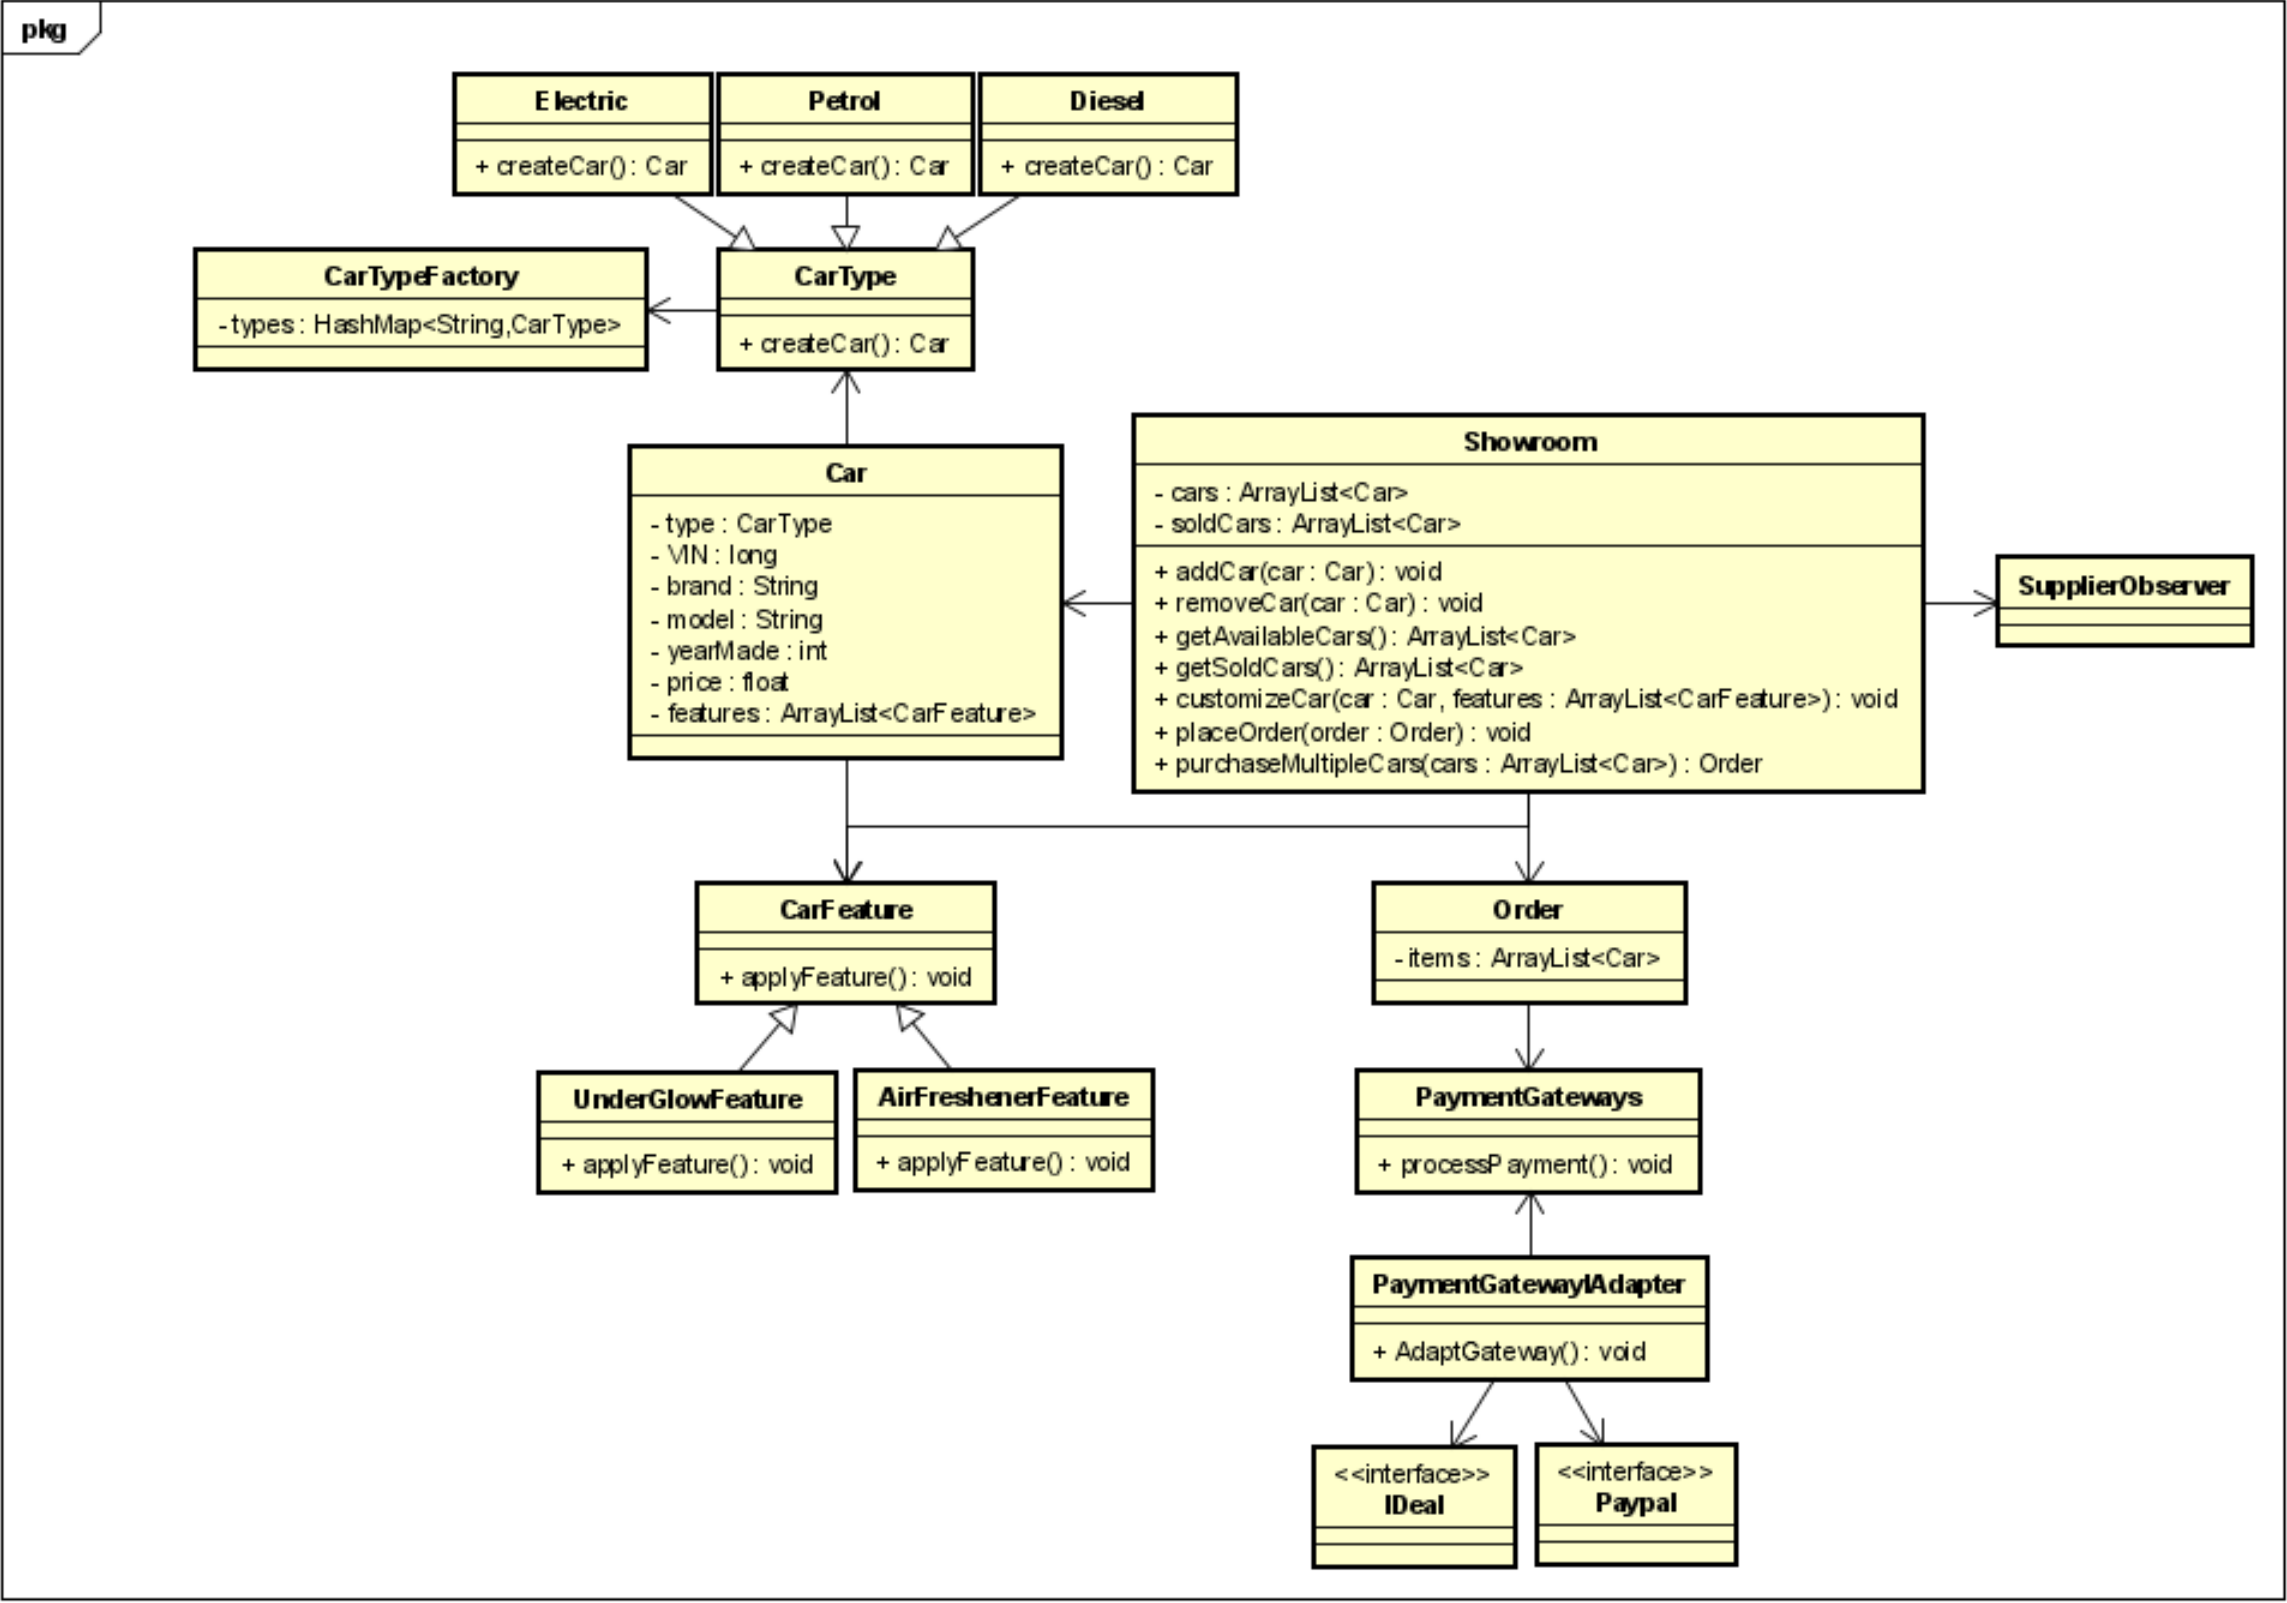 pkg
Electric
+ createCar() : Car
Petrol
+ createCar() : Car
Diesel
+ createCar() : Car
CarTypeFactory
- types : HashMap<String,CarType>
CarType
+ createCar() : Car
Car
- type : CarType
- VIN : long
- brand : String
- model : String
- yearMade : int
- price : float
- features : ArrayList<CarFeature>
Showroom
- cars : ArrayList<Car>
- soldCars : ArrayList<Car>
+ addCar(car : Car) : void
+ removeCar(car : Car) : void
+ getAvailableCars() : ArrayList<Car>
+ getSoldCars() : ArrayList<Car>
+ customizeCar(car : Car, features : ArrayList<CarFeature>) : void
+ placeOrder(order : Order) : void
+ purchaseMultipleCars(cars : ArrayList<Car>) : Order
SupplierObserver
CarFeature
+ applyFeature() : void
Order
- items : ArrayList<Car>
UnderGlowFeature
+ applyFeature() : void
AirFreshenerFeature
+ applyFeature() : void
PaymentGateways
+ processPayment() : void
PaymentGatewaylAdapter
+ AdaptGateway() : void
<<interface>>
IDeal
<<interface>>
Paypal